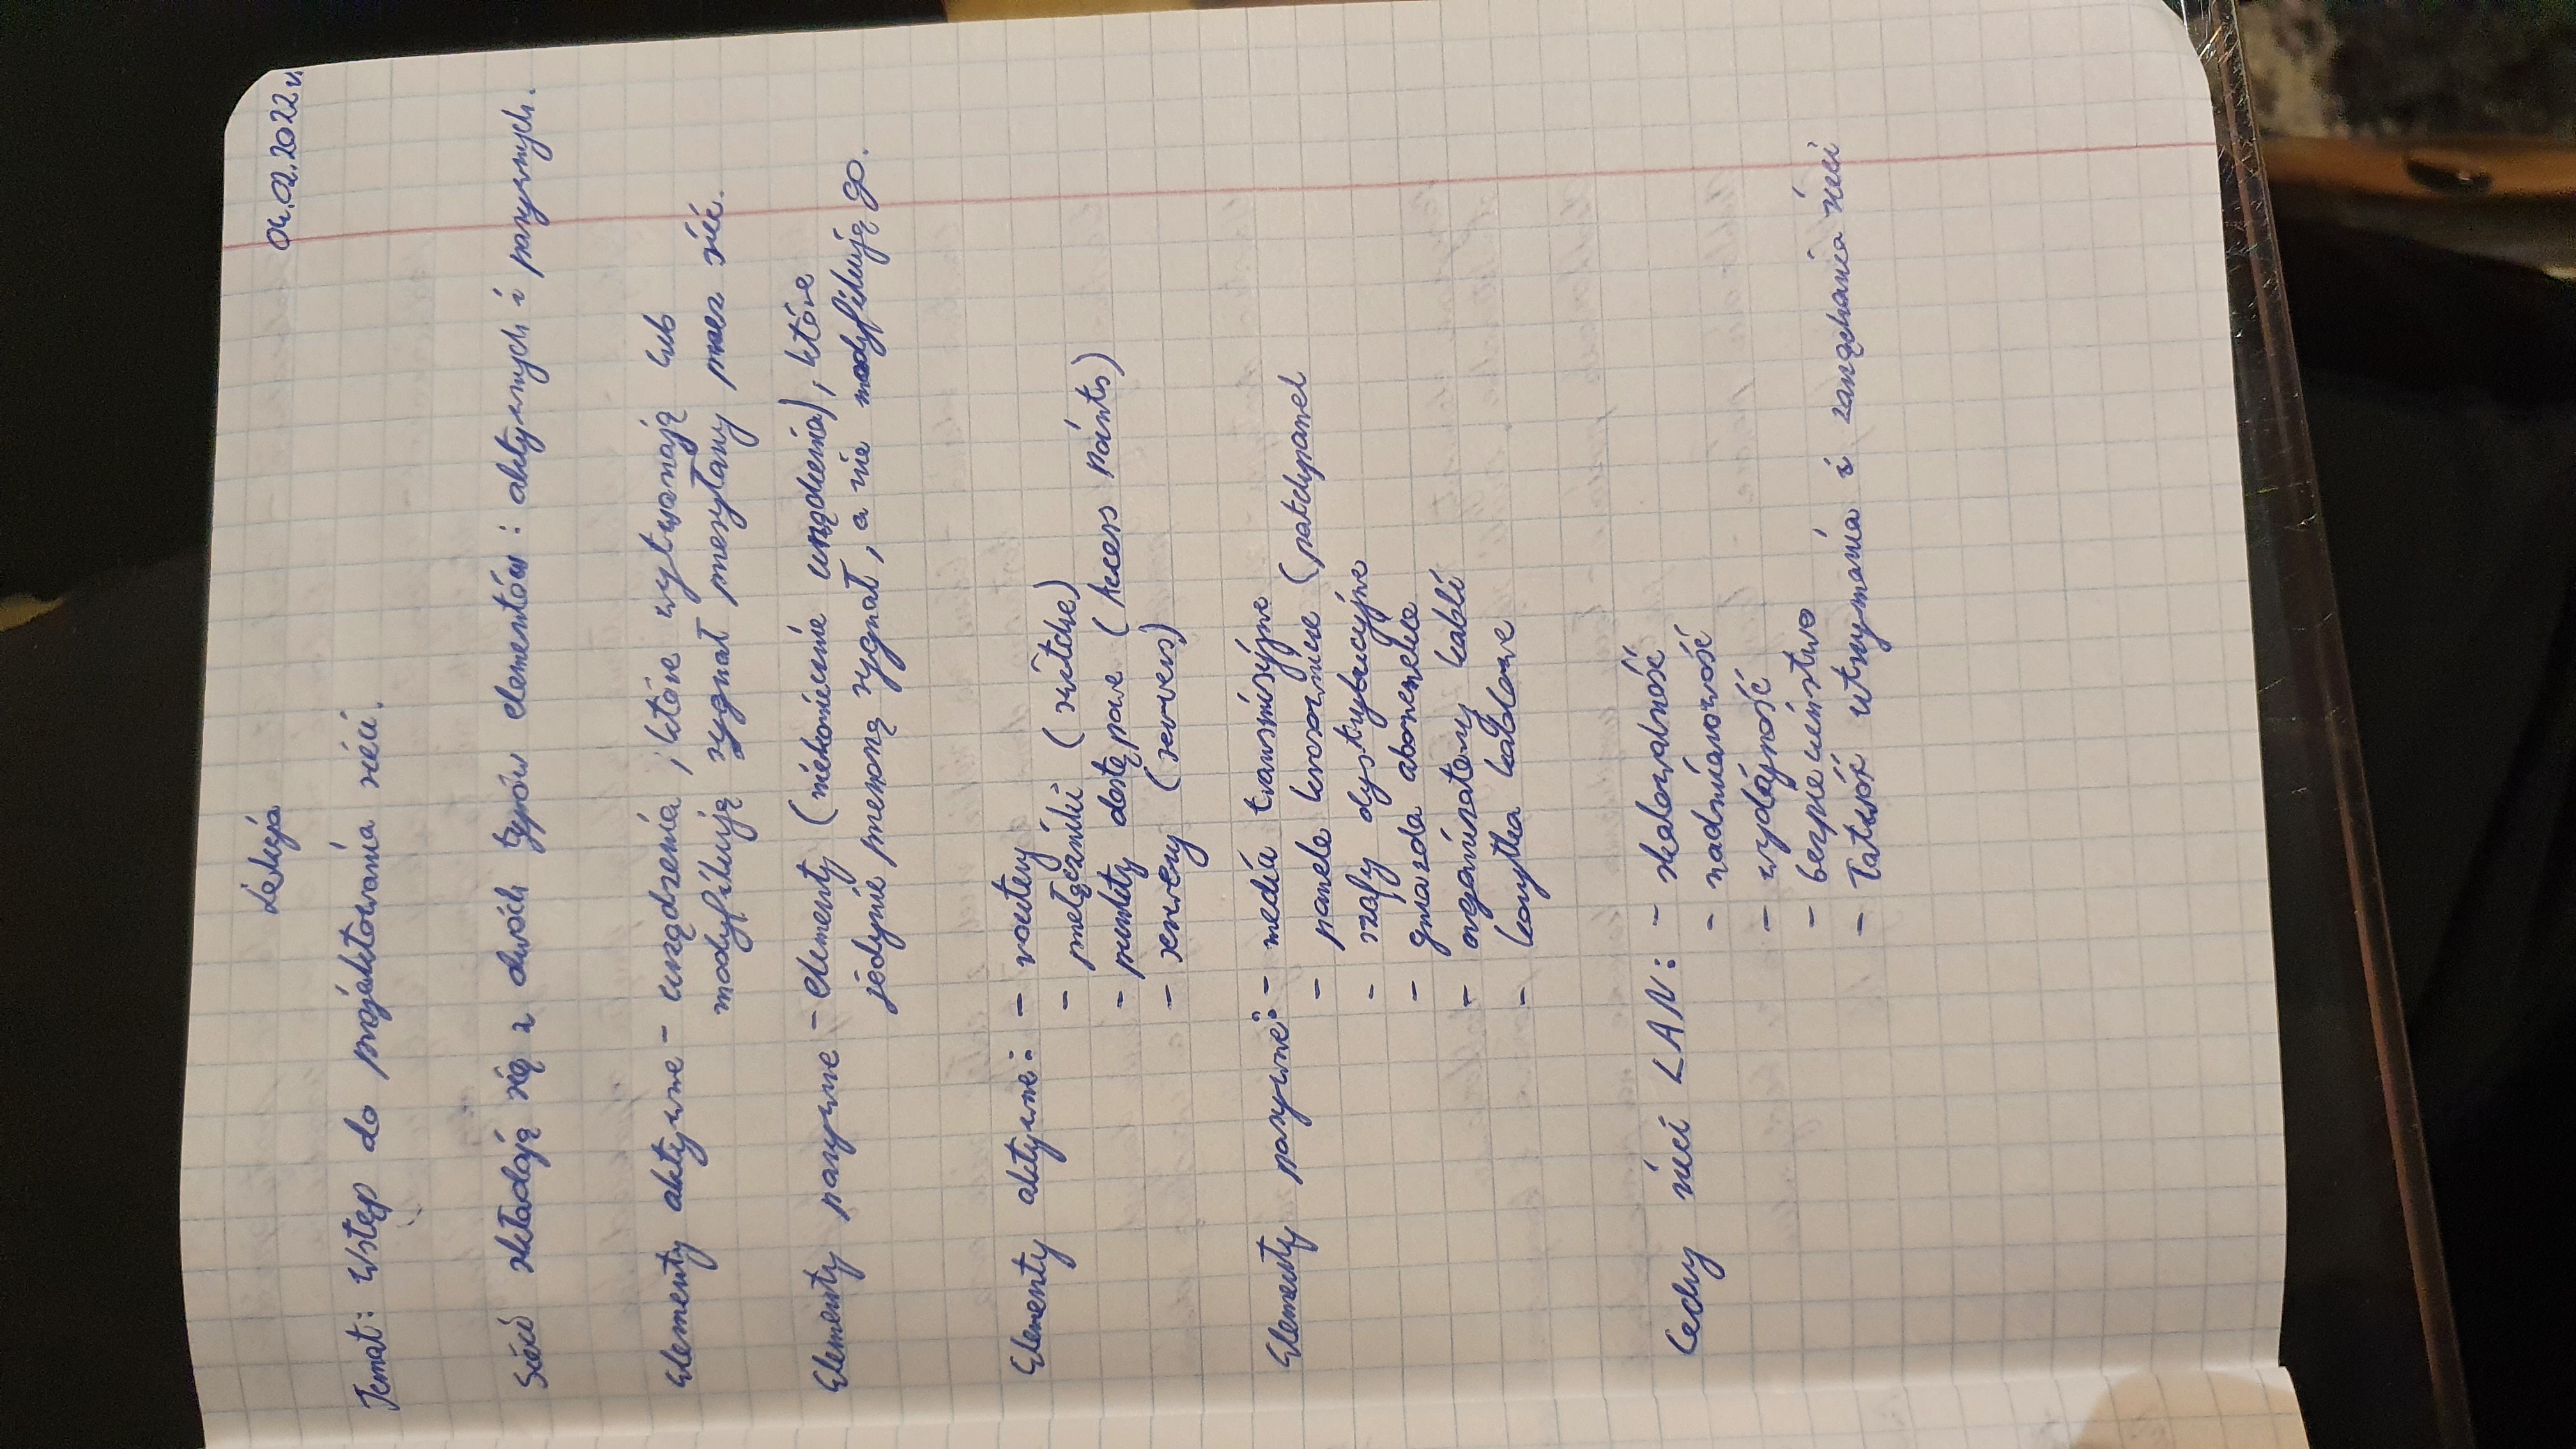 Lekcja
04.02.2022r.
Temat: Wstęp do projektowania sieci.
Sieci składają się z dwóch typów elementów: aktywnych i pasywnych.
Elementy aktywne - urządzenia, które wytwarzają lub
modyfikują sygnał przesyłany przez sieć.
Elementy pasywne - elementy (niekoniecznie urządzenia), które
jedynie przenoszą sygnał, a nie modyfikują go.
Elementy aktywne: - routery
- przełączniki (switche)
- punkty dostępowe (Access Points)
- serwery (servers)
Elementy pasywne: - media transmisyjne
- panele krosownicze (patchpanel
- szafy dystrybucyjne
- gniazda abonenckie
- organizatory kabli
- korytka kablowe
Cechy sieci LAN: - skalowalność
- nadmiarowość
- wydajność
- bezpieczeństwo
- łatwość utrzymania i zarządzania sieci